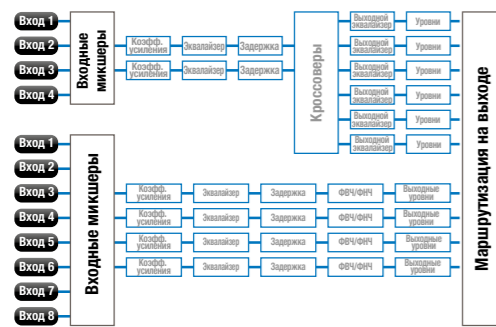 Вход 1
Вход 2
Вход 3
Вход 4
Входные
микшеры
Коэфф.
усиления
Эквалайзер
Задержка
Коэфф.
усиления
Эквалайзер
Задержка
Кроссоверы
Выходной
эквалайзер
Уровни
Выходной
эквалайзер
Уровни
Выходной
эквалайзер
Уровни
Выходной
эквалайзер
Уровни
Выходной
эквалайзер
Уровни
Выходной
эквалайзер
Уровни
Маршрутизация на выходе
Вход 1
Вход 2
Вход 3
Вход 4
Вход 5
Вход 6
Вход 7
Вход 8
Входные микшеры
Коэфф.
усиления
Эквалайзер
Задержка
ФВЧ/ФНЧ
Выходные
уровни
Коэфф.
усиления
Эквалайзер
Задержка
ФВЧ/ФНЧ
Выходные
уровни
Коэфф.
усиления
Эквалайзер
Задержка
ФВЧ/ФНЧ
Выходные
уровни
Коэфф.
усиления
Эквалайзер
Задержка
ФВЧ/ФНЧ
Выходные
уровни